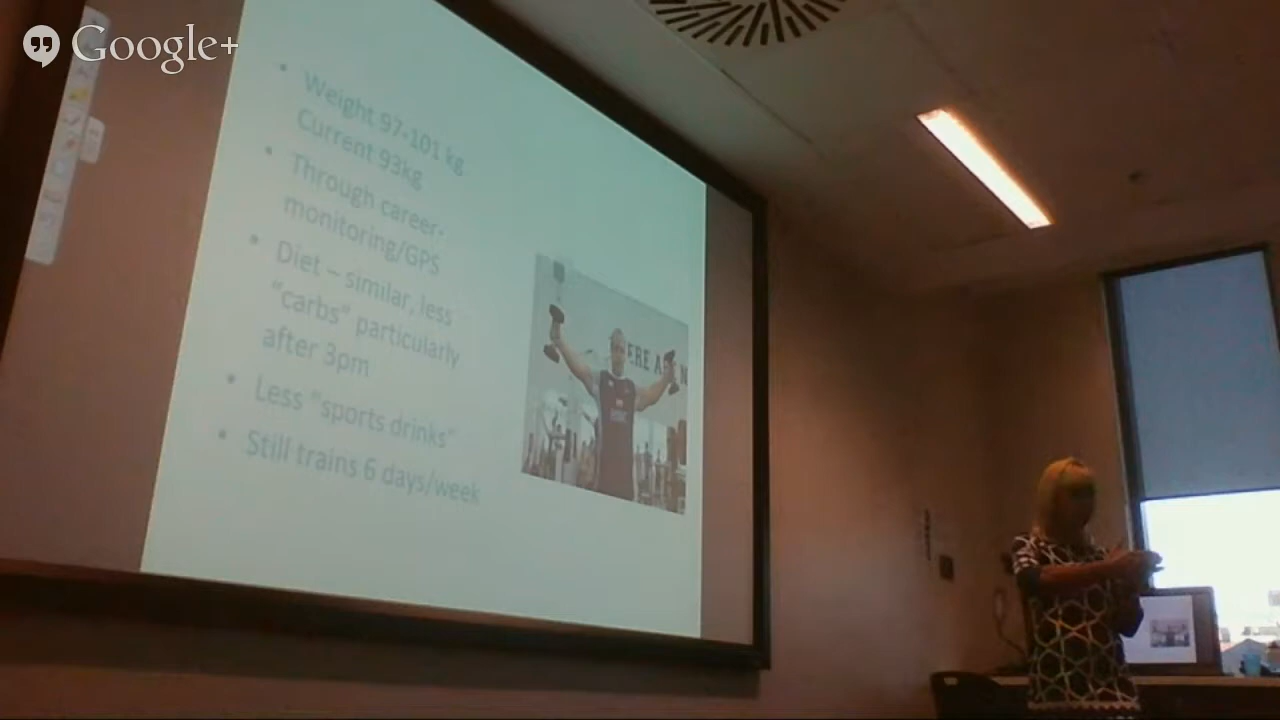 Google+
• Weight 97-101 kg
Current 93kg
• Through career-
monitoring/GPS
• Diet – similar, less
"carbs" particularly
after 3pm
• Less "sports drinks"
• Still trains 6 days/week
ERE A